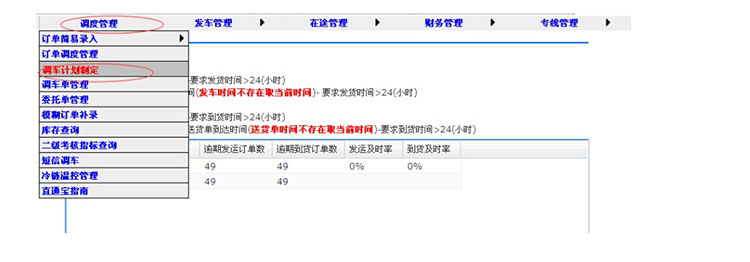 调度管理 发车管理 在途管理 财务管理 专线管理
订单简易录入
订单调度管理
调车计划制定
调车单管理
委托单管理
模糊订单补录
库存查询
二级考核指标查询
短信调车
冷链温控管理
直通宝指南
-要求发货时间>24(小时)
间(发车时间不存在取当前时间)- 要求发货时间>24(小时)
-要求到货时间>24(小时)
送货单到达时间(送货单时间不存在取当前时间)-要求到货时间>24(小时)
逾期发运订单数 逾期到货订单数 发运及时率 到货及时率
49 49 0% 0%
49 49